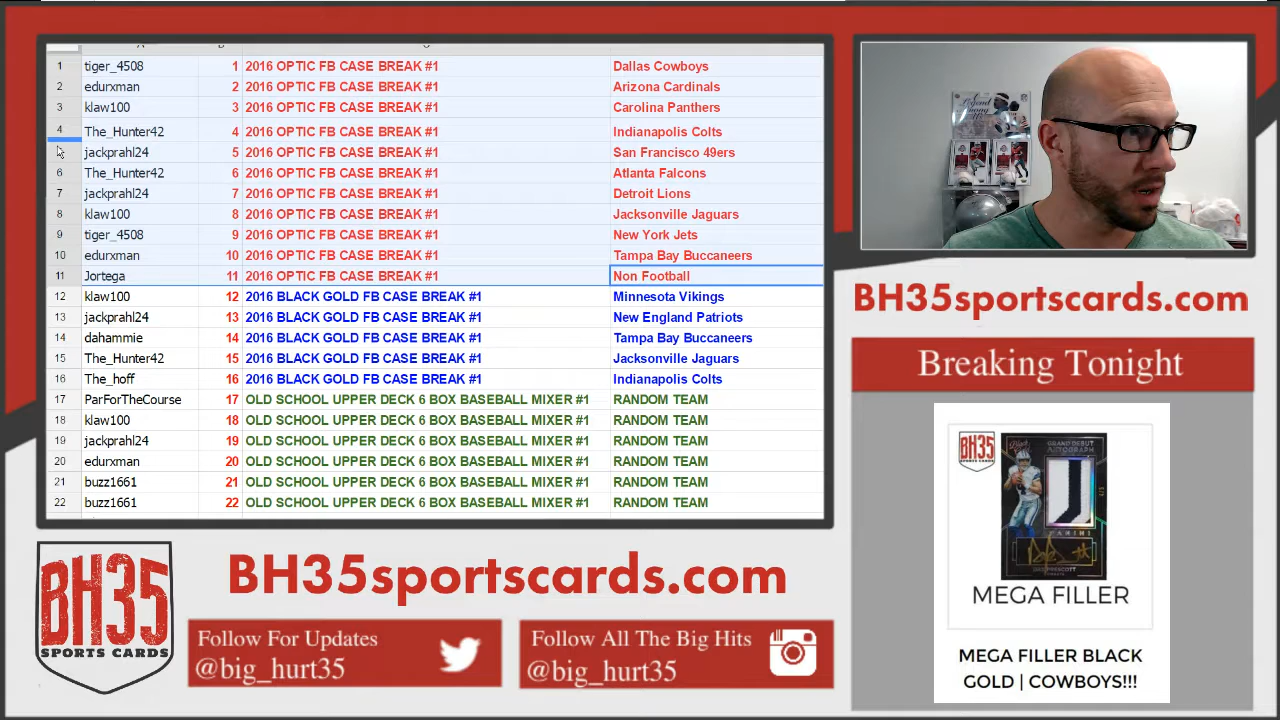 1 tiger_4508 1 2016 OPTIC FB CASE BREAK #1 Dallas Cowboys
2 edurxman 2 2016 OPTIC FB CASE BREAK #1 Arizona Cardinals
3 klaw100 3 2016 OPTIC FB CASE BREAK #1 Carolina Panthers
4 The_Hunter42 4 2016 OPTIC FB CASE BREAK #1 Indianapolis Colts
jackprahl24 5 2016 OPTIC FB CASE BREAK #1 San Francisco 49ers
6 The_Hunter42 6 2016 OPTIC FB CASE BREAK #1 Atlanta Falcons
7 jackprahl24 7 2016 OPTIC FB CASE BREAK #1 Detroit Lions
8 klaw100 8 2016 OPTIC FB CASE BREAK #1 Jacksonville Jaguars
9 tiger_4508 9 2016 OPTIC FB CASE BREAK #1 New York Jets
10 edurxman 10 2016 OPTIC FB CASE BREAK #1 Tampa Bay Buccaneers
11 Jortega 11 2016 OPTIC FB CASE BREAK #1 Non Football
12 klaw100 12 2016 BLACK GOLD FB CASE BREAK #1 Minnesota Vikings
13 jackprahl24 13 2016 BLACK GOLD FB CASE BREAK #1 New England Patriots
14 dahammie 14 2016 BLACK GOLD FB CASE BREAK #1 Tampa Bay Buccaneers
15 The_Hunter42 15 2016 BLACK GOLD FB CASE BREAK #1 Jacksonville Jaguars
16 The_hoff 16 2016 BLACK GOLD FB CASE BREAK #1 Indianapolis Colts
17 ParForTheCourse 17 OLD SCHOOL UPPER DECK 6 BOX BASEBALL MIXER #1 RANDOM TEAM
18 klaw100 18 OLD SCHOOL UPPER DECK 6 BOX BASEBALL MIXER #1 RANDOM TEAM
19 jackprahl24 19 OLD SCHOOL UPPER DECK 6 BOX BASEBALL MIXER #1 RANDOM TEAM
20 edurxman 20 OLD SCHOOL UPPER DECK 6 BOX BASEBALL MIXER #1 RANDOM TEAM
21 buzz1661 21 OLD SCHOOL UPPER DECK 6 BOX BASEBALL MIXER #1 RANDOM TEAM
22 buzz1661 22 OLD SCHOOL UPPER DECK 6 BOX BASEBALL MIXER #1 RANDOM TEAM
BH35sportscards.com
Breaking Tonight
BH35
SPORTS CARDS
GRAND DEBUT
AUTOGRAPH
PANINI
MEGA FILLER
MEGA FILLER BLACK
GOLD | COWBOYS!!!
BH35
SPORTS CARDS
BH35sportscards.com
Follow For Updates
@big_hurt35
Follow All The Big Hits
@big_hurt35